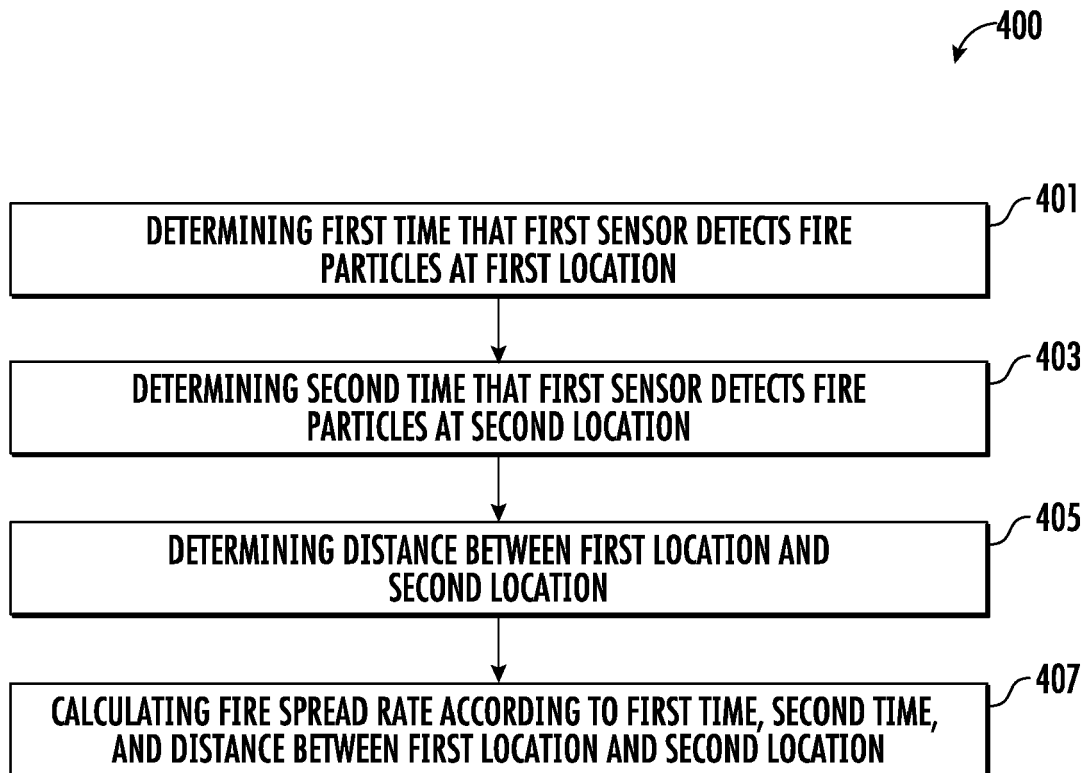 400
401
DETERMINING FIRST TIME THAT FIRST SENSOR DETECTS FIRE
PARTICLES AT FIRST LOCATION
403
DETERMINING SECOND TIME THAT FIRST SENSOR DETECTS FIRE
PARTICLES AT SECOND LOCATION
405
DETERMINING DISTANCE BETWEEN FIRST LOCATION AND
SECOND LOCATION
407
CALCULATING FIRE SPREAD RATE ACCORDING TO FIRST TIME, SECOND TIME,
AND DISTANCE BETWEEN FIRST LOCATION AND SECOND LOCATION